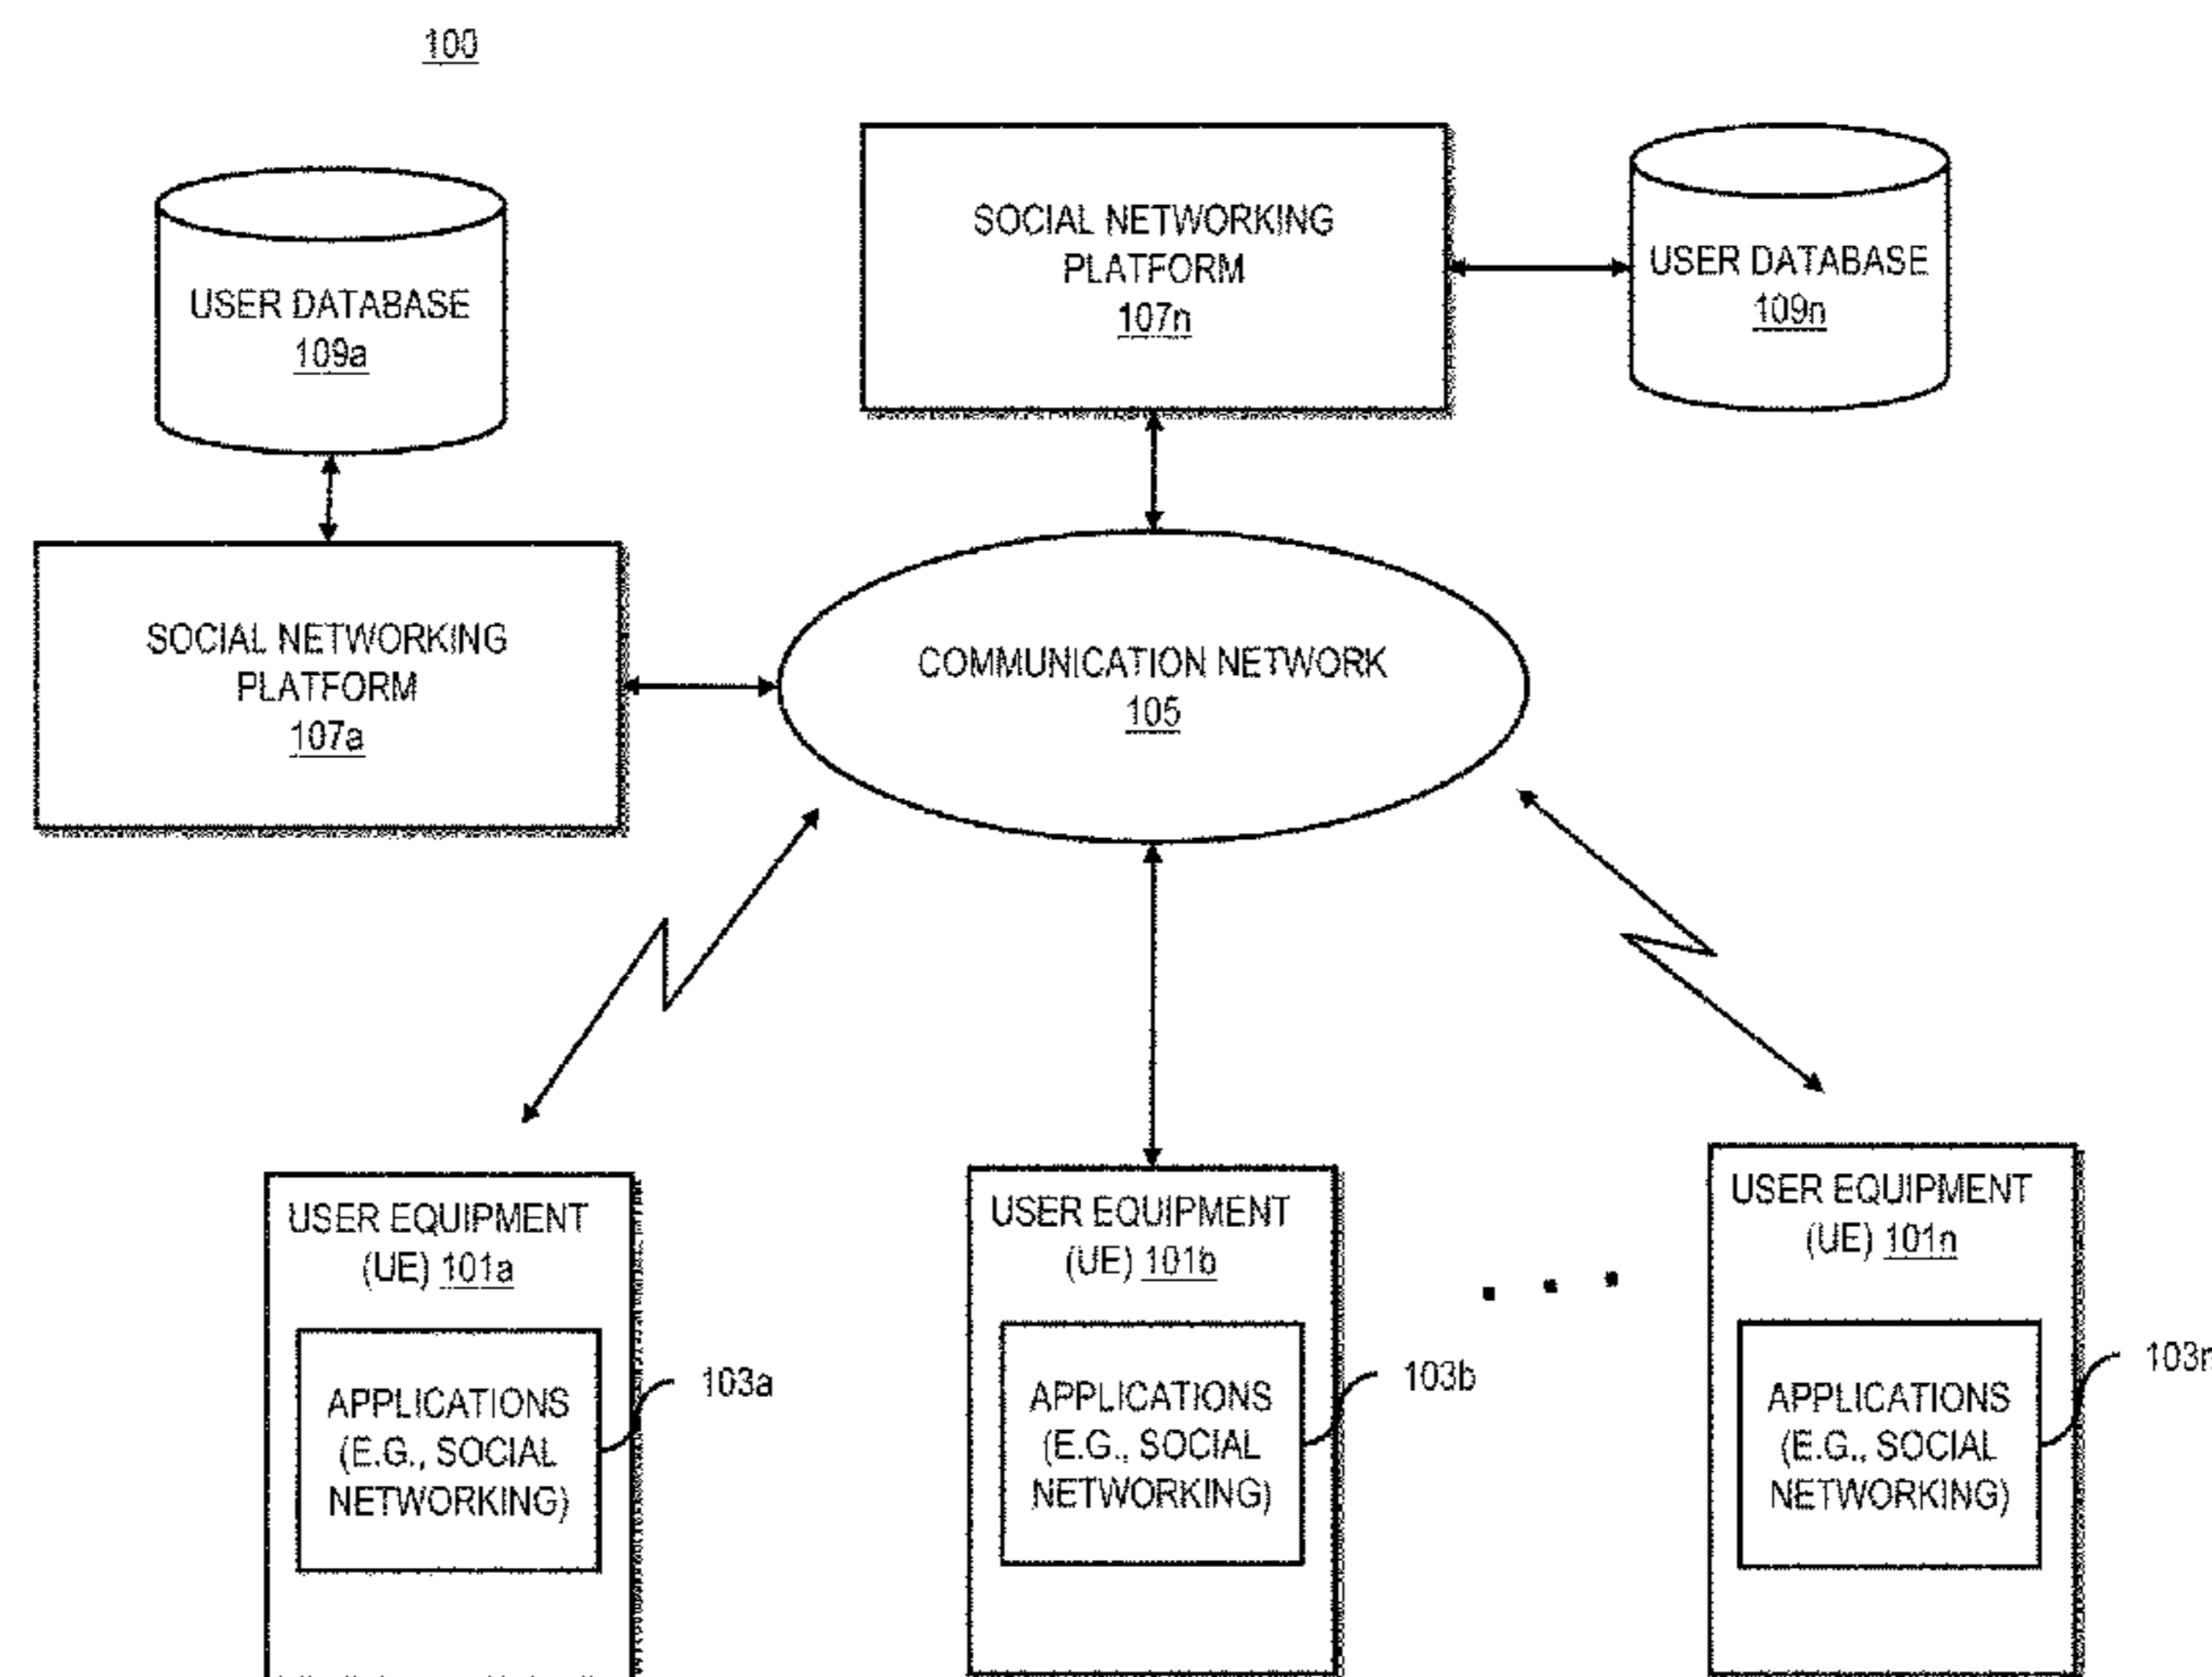 100
USER DATABASE
109a
SOCIAL NETWORKING
PLATFORM
107n
USER DATABASE
109n
SOCIAL NETWORKING
PLATFORM
107a
COMMUNICATION NETWORK
105
USER EQUIPMENT
(UE) 101a
APPLICATIONS
(E.G., SOCIAL
NETWORKING)
103a
USER EQUIPMENT
(UE) 101b
APPLICATIONS
(E.G., SOCIAL
NETWORKING)
103b
USER EQUIPMENT
(UE) 101n
APPLICATIONS
(E.G., SOCIAL
NETWORKING)
103n